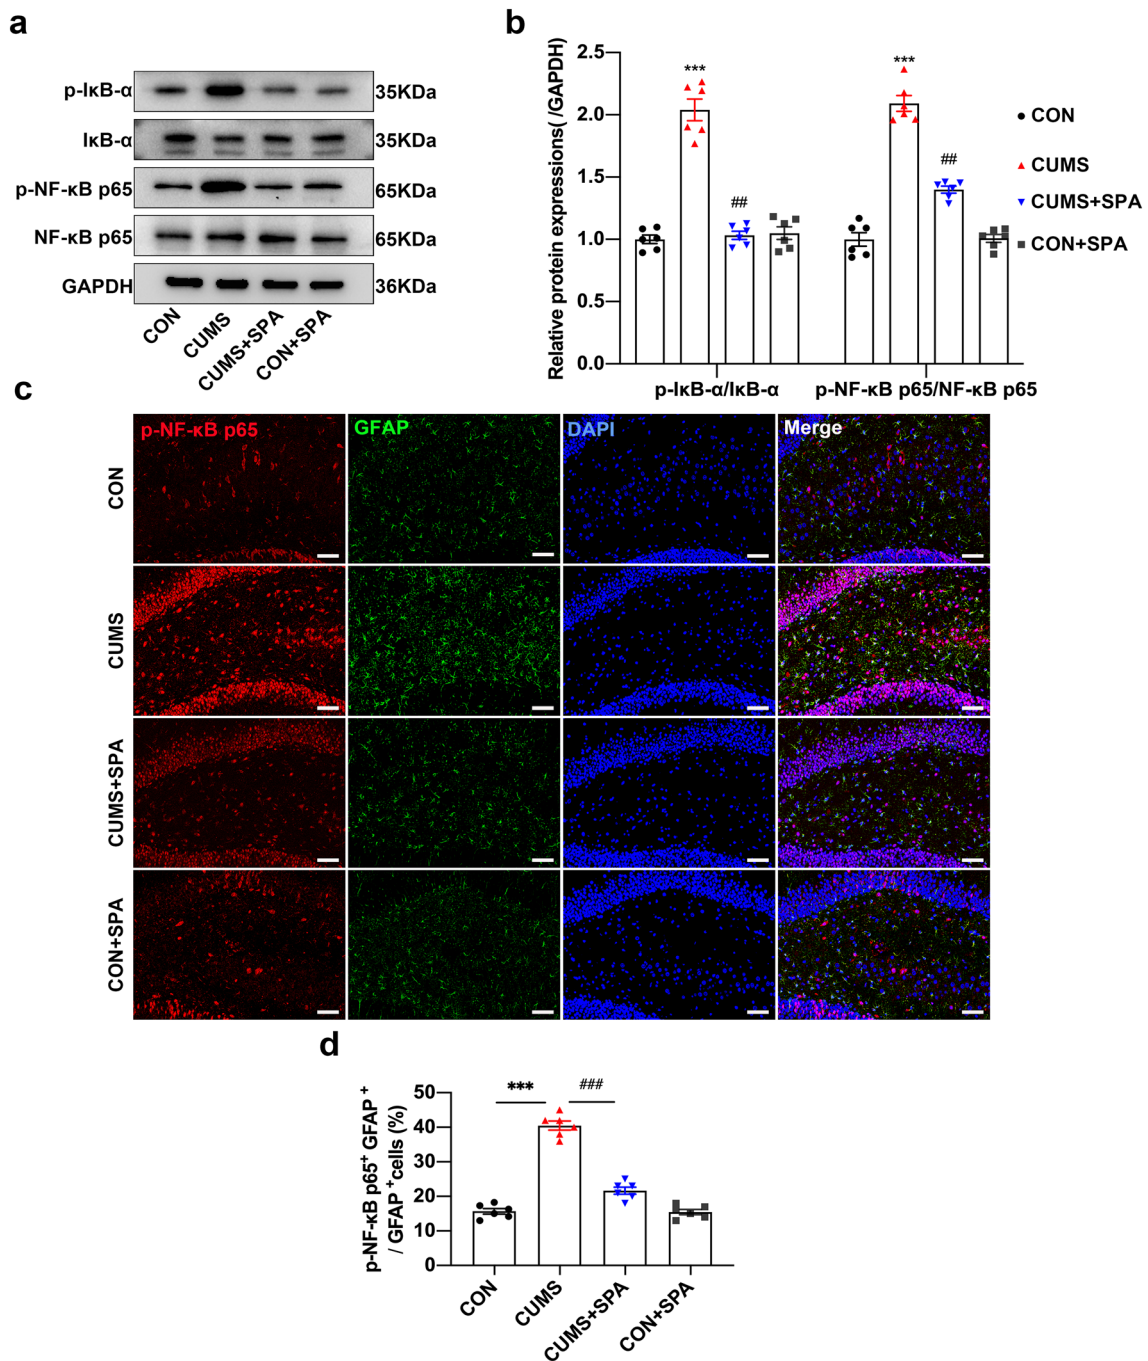 a
p-IκB-α
35KDa
IκB-α
35KDa
p-NF-κB p65
65KDa
NF-κB p65
65KDa
GAPDH
36KDa
CON
CUMS
CUMS+SPA
CON+SPA
b
Relative protein expressions( /GAPDH)
2.5
2.0
1.5
1.0
0.5
0.0
***
##
***
##
p-IκB-α/IκB-α
p-NF-κB p65/NF-κB p65
CON
CUMS
CUMS+SPA
CON+SPA
c
p-NF-κB p65
GFAP
DAPI
Merge
CON
CUMS
CUMS+SPA
CON+SPA
d
p-NF-κB p65⁺ GFAP⁺
/ GFAP⁺cells (%)
50
40
30
20
10
0
***
###
CON
CUMS
CUMS+SPA
CON+SPA